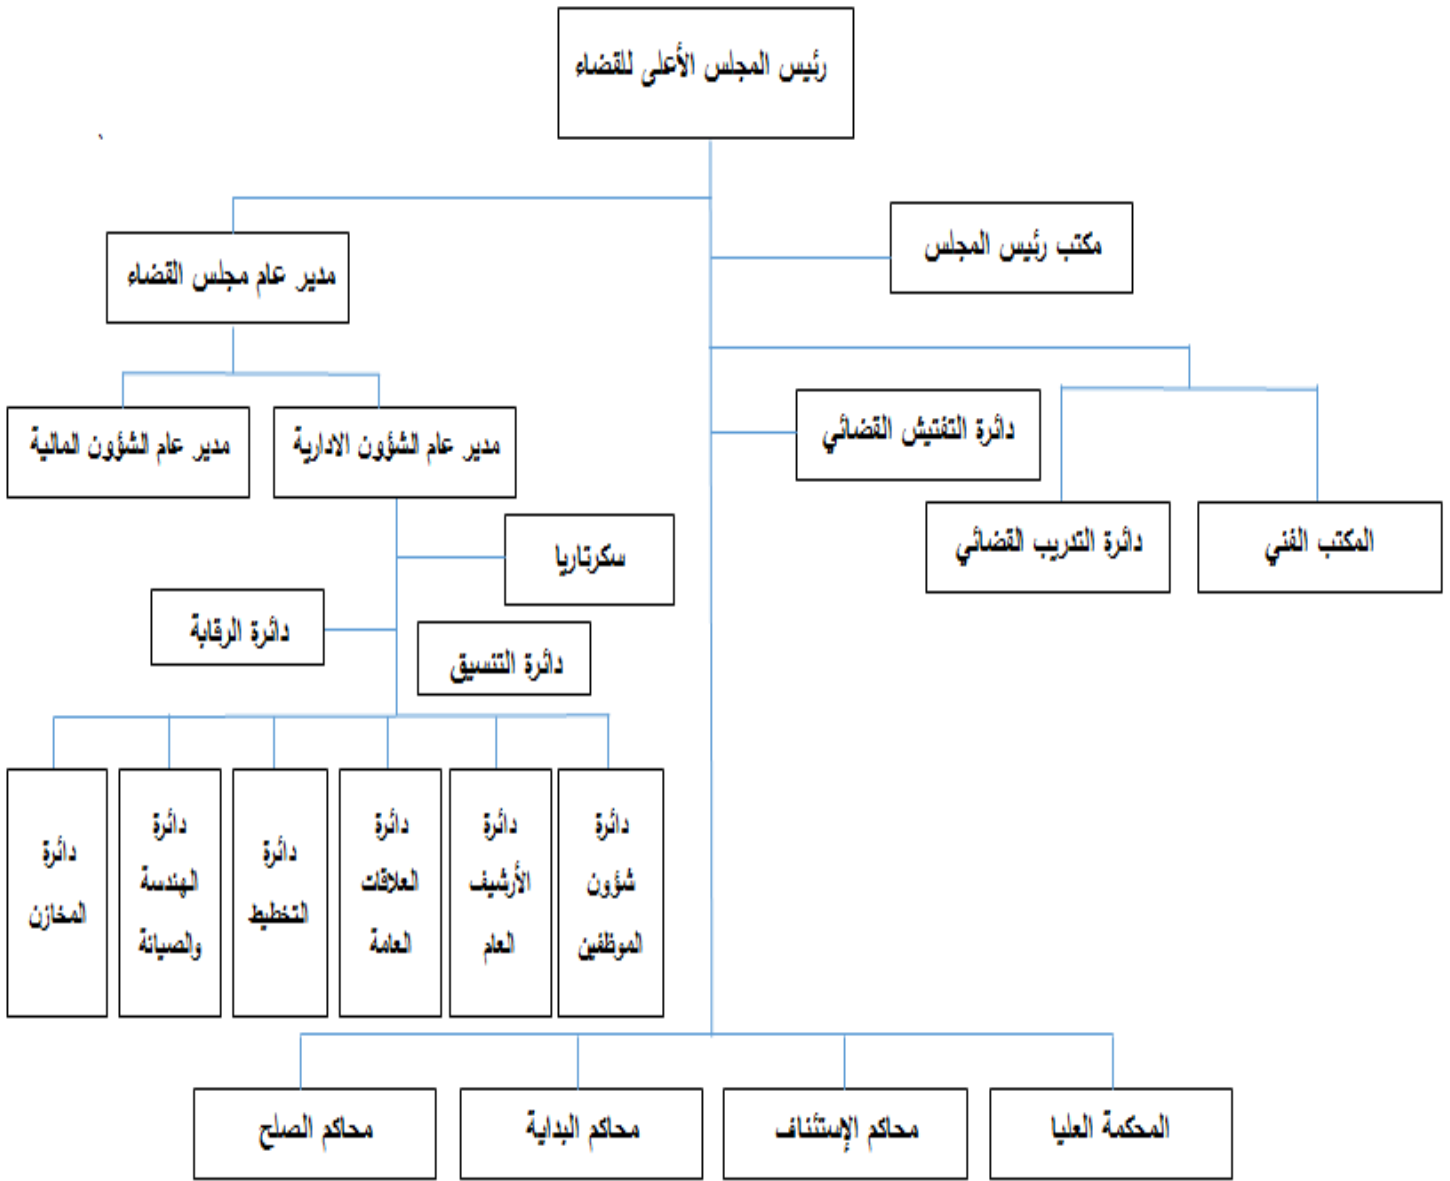 رئيس المجلس الأعلى للقضاء
مكتب رئيس المجلس
مدير عام مجلس القضاء
دائرة التفتيش القضائي
مدير عام الشؤون الادارية
مدير عام الشؤون المالية
المكتب الفني
دائرة التدريب القضائي
سكرتاريا
دائرة الرقابة
دائرة التنسيق
دائرة
شؤون
الموظفين
دائرة
الأرشيف
العام
دائرة
العلاقات
العامة
دائرة
التخطيط
دائرة
الهندسة
والصيانة
دائرة
المخازن
المحكمة العليا
محاكم الإستئناف
محاكم البداية
محاكم الصلح